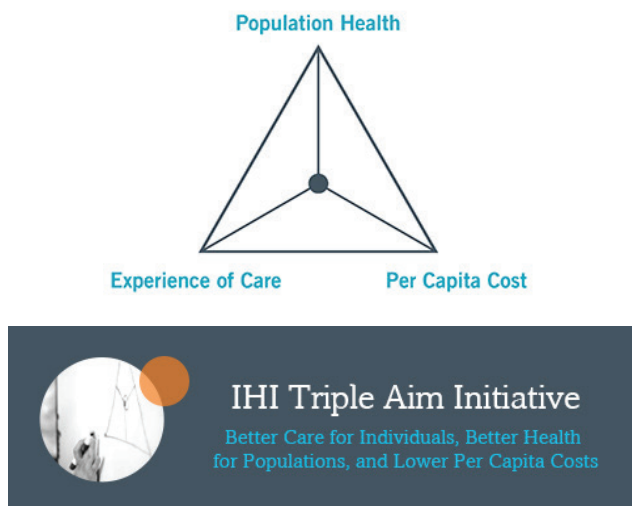 Population Health
Experience of Care
Per Capita Cost
IHI Triple Aim Initiative
Better Care for Individuals, Better Health
for Populations, and Lower Per Capita Costs